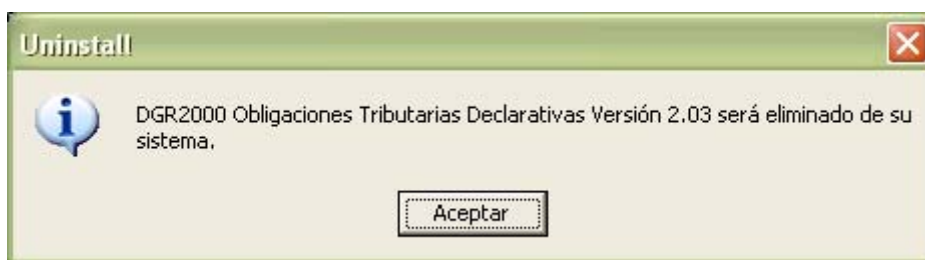 Uninstall
DGR2000 Obligaciones Tributarias Declarativas Versión 2.03 será eliminado de su
sistema.
Aceptar